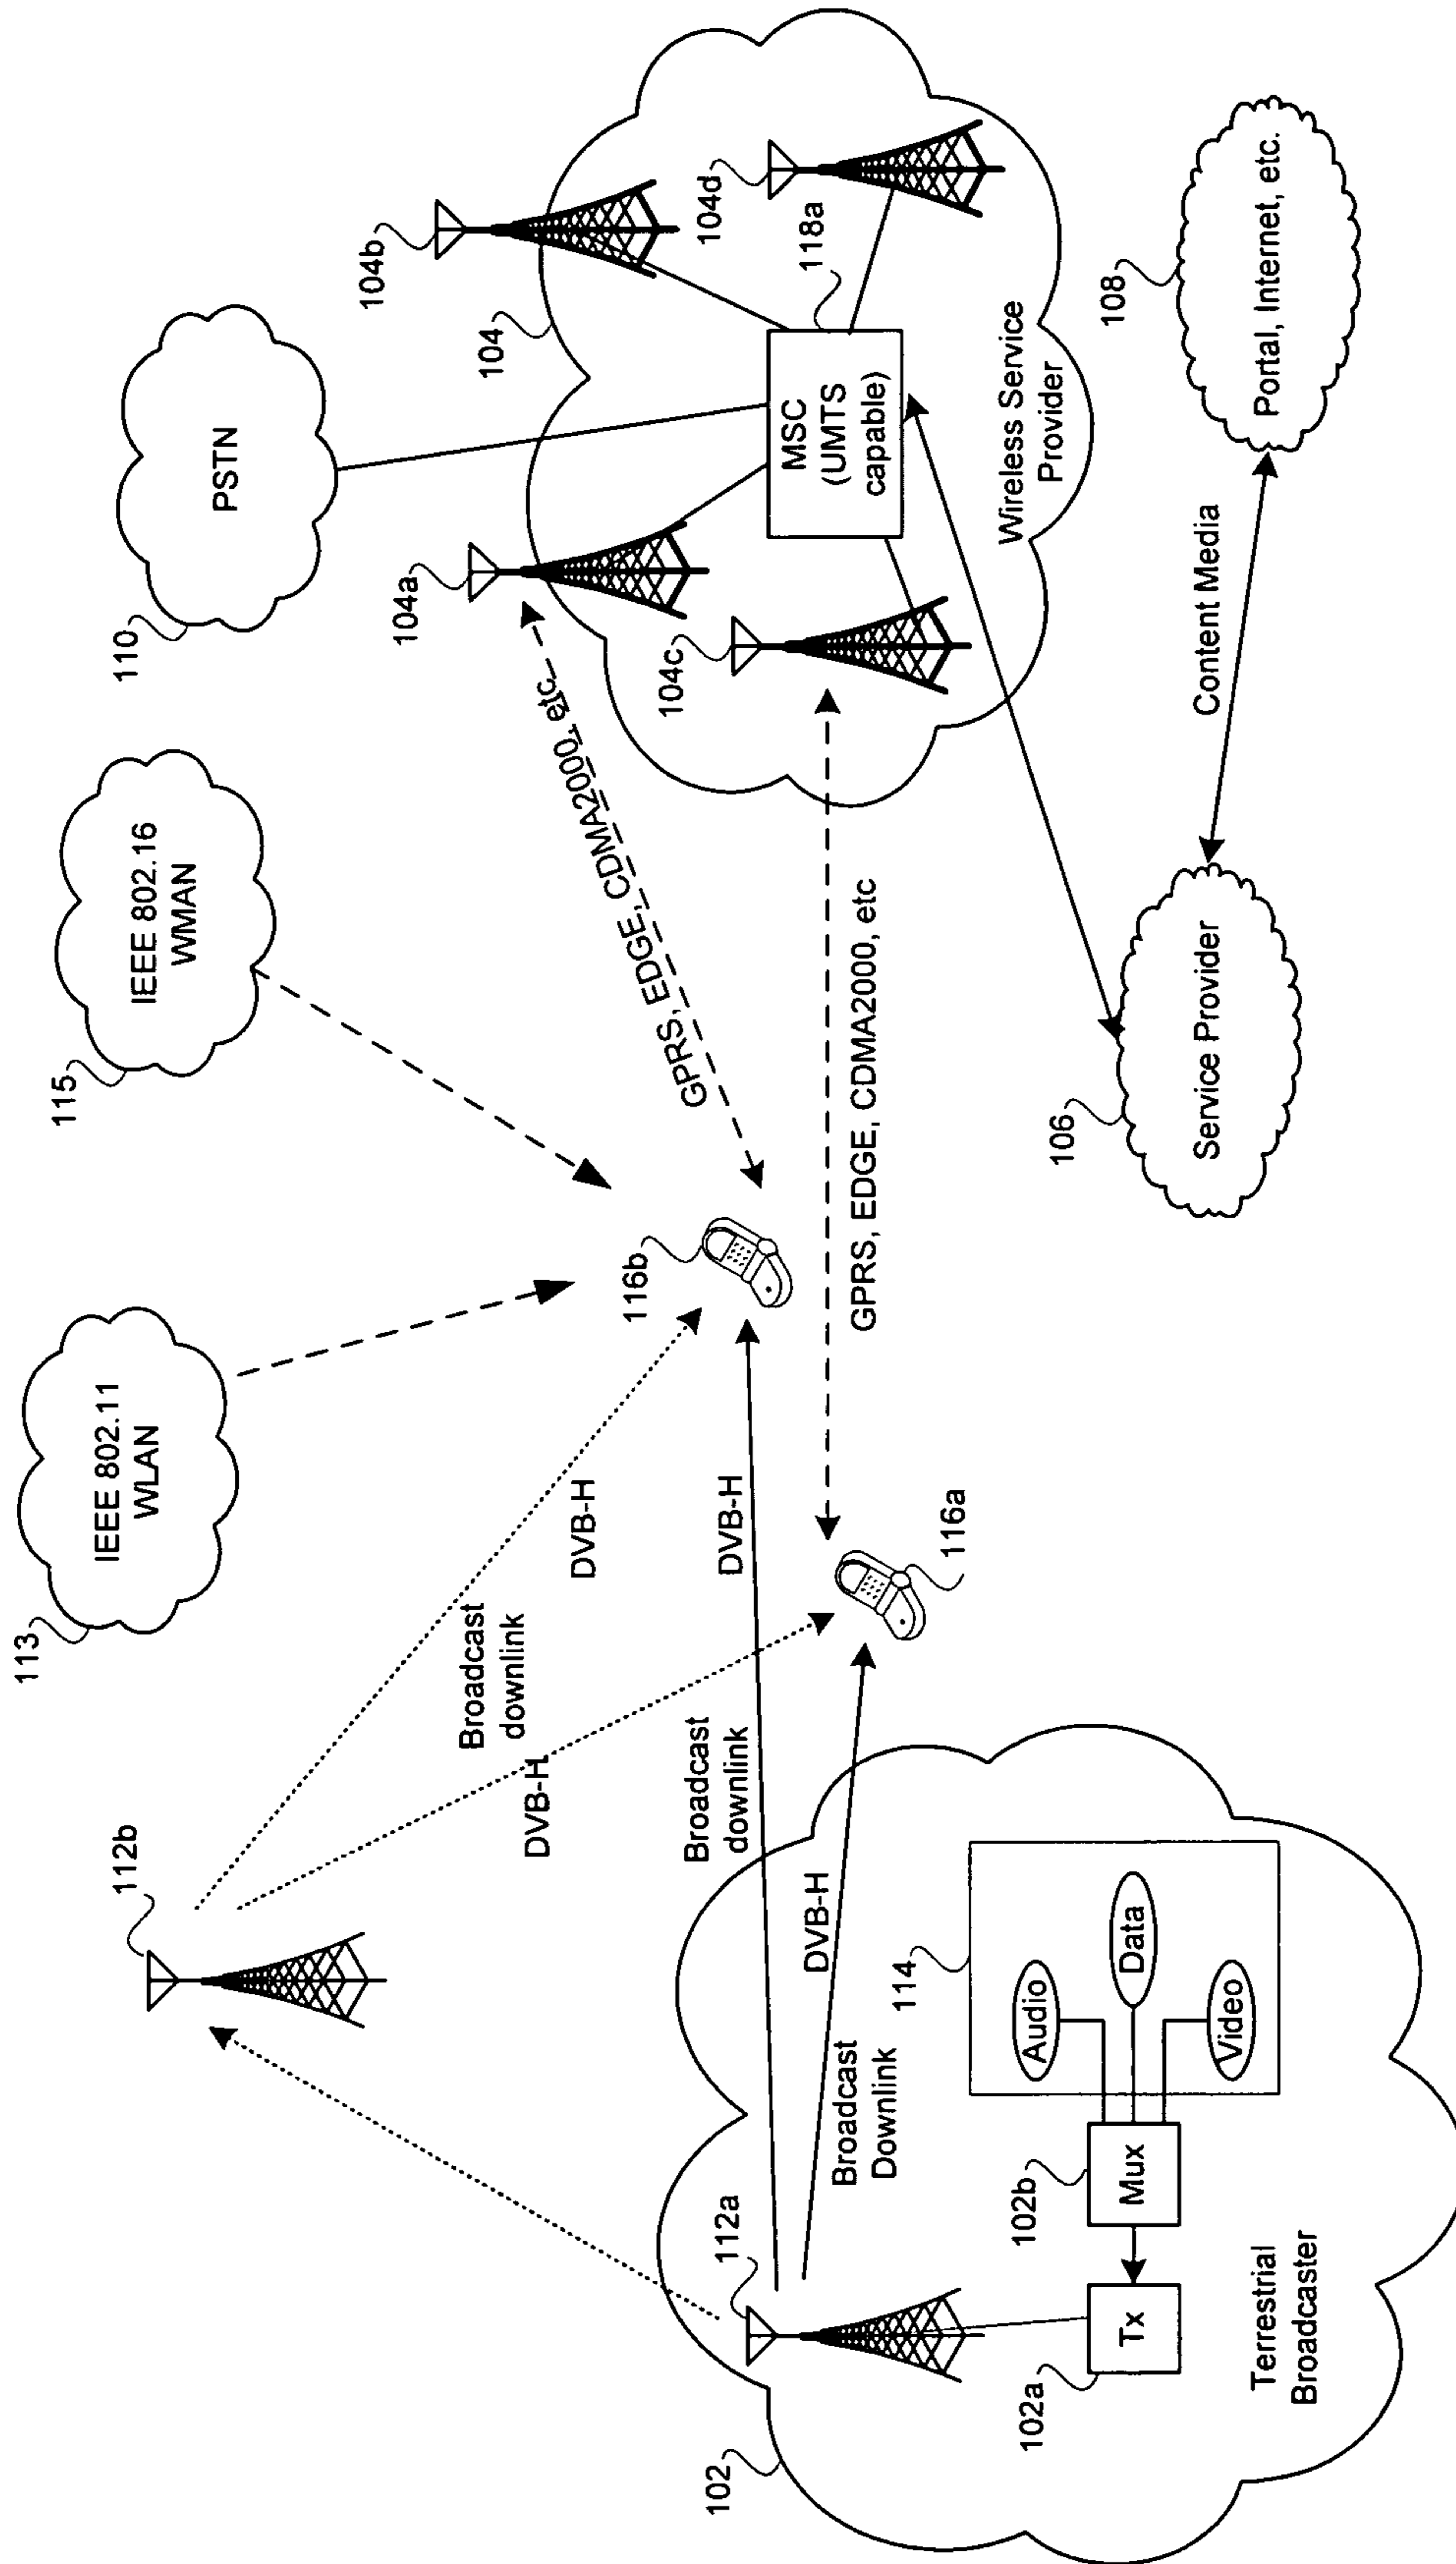 113
IEEE 802.11
WLAN
115
IEEE 802.16
WMAN
110
PSTN
112b
104a
104b
104
104c
104d
118a
MSC
(UMTS
capable)
Wireless Service
Provider
GPRS, EDGE, CDMA2000, etc
GPRS, EDGE, CDMA2000, etc
116b
116a
DVB-H
Broadcast
downlink
DVB-H
DVB-H
Broadcast
downlink
DVB-H
Broadcast
Downlink
102
112a
102a
Tx
102b
Mux
114
Audio
Data
Video
Terrestrial
Broadcaster
106
Service Provider
Content Media
108
Portal, Internet, etc.